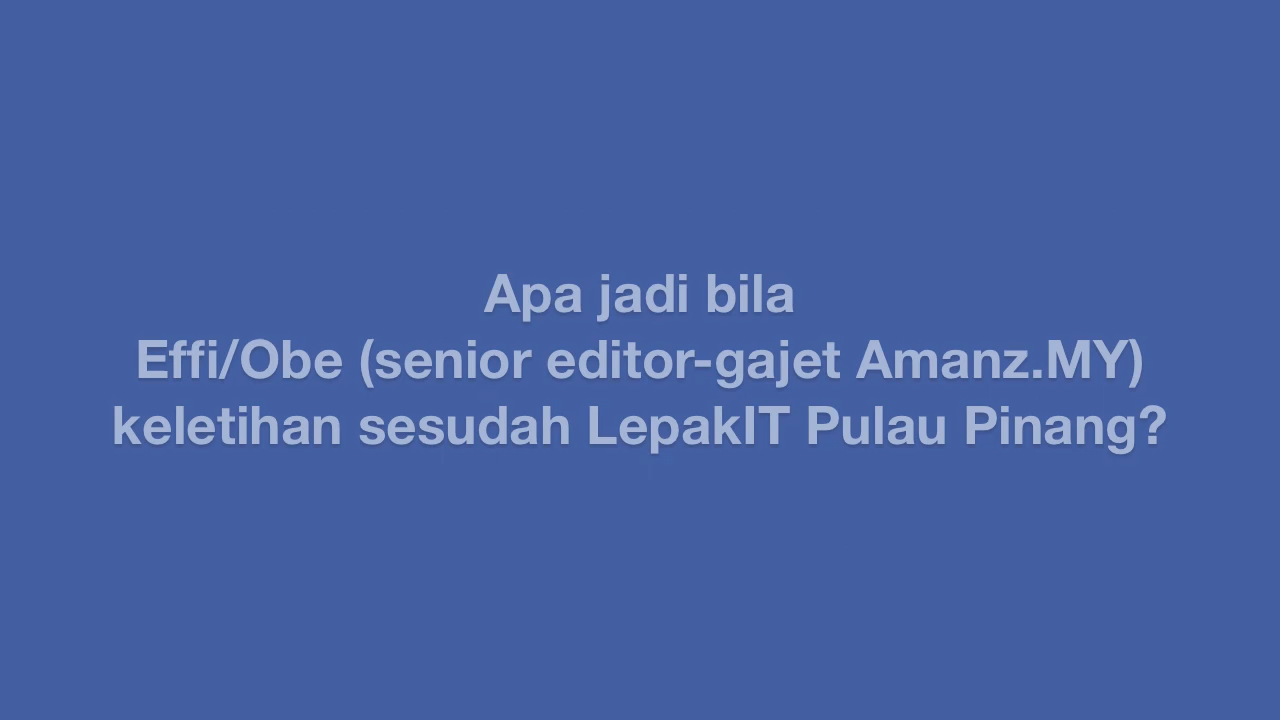 Apa jadi bila
Effi/Obe (senior editor-gajet Amanz.MY)
keletihan sesudah LepakIT Pulau Pinang?